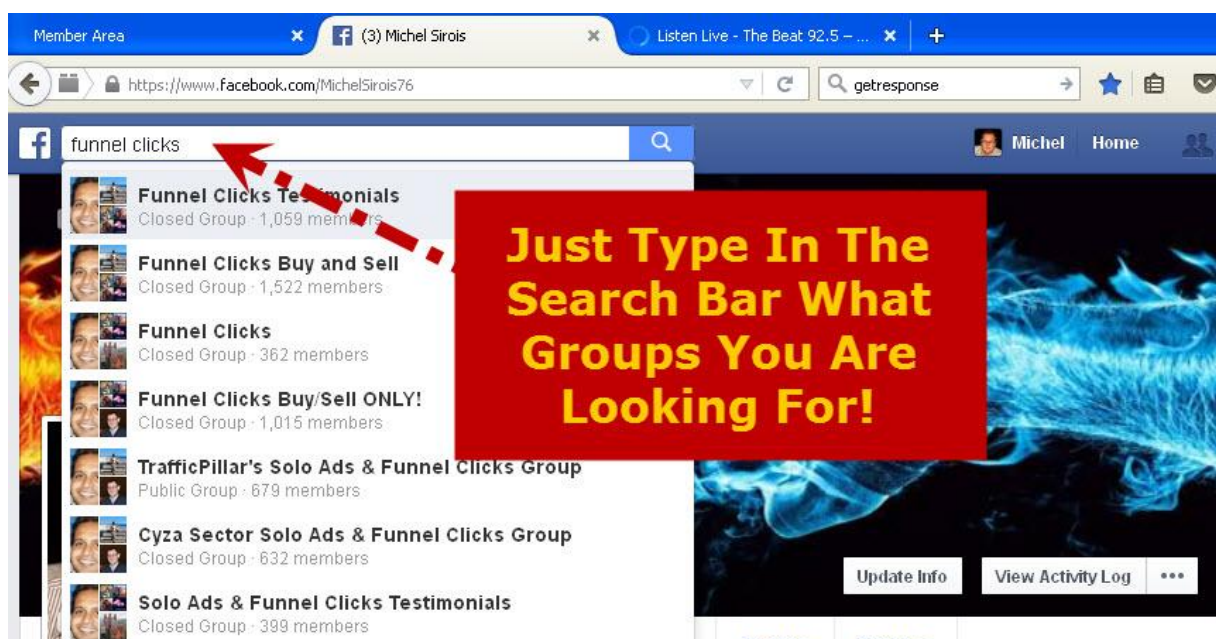 Member Area
(3) Michel Sirois
Listen Live - The Beat 92.5 – ...
https://www.facebook.com/MichelSirois76
getresponse
funnel clicks
Michel Home
Funnel Clicks Testimonials
Closed Group · 1,059 members
Funnel Clicks Buy and Sell
Closed Group · 1,522 members
Funnel Clicks
Closed Group · 362 members
Funnel Clicks Buy/Sell ONLY!
Closed Group · 1,015 members
TrafficPillar's Solo Ads & Funnel Clicks Group
Public Group · 679 members
Cyza Sector Solo Ads & Funnel Clicks Group
Closed Group · 632 members
Solo Ads & Funnel Clicks Testimonials
Closed Group · 399 members
Just Type In The
Search Bar What
Groups You Are
Looking For!
Update Info
View Activity Log